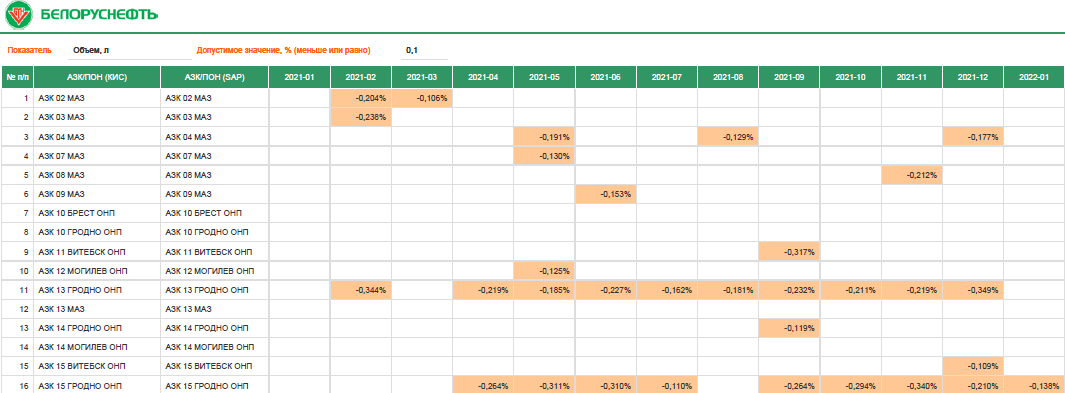 БЕЛОРУСНЕФТЬ
Показатель Объем, л Допустимое значение, % (меньше или равно) 0,1
№ п/п АЗК/ПОН (КИС) АЗК/ПОН (SAP) 2021-01 2021-02 2021-03 2021-04 2021-05 2021-06 2021-07 2021-08 2021-09 2021-10 2021-11 2021-12 2022-01
1 АЗК 02 МАЗ АЗК 02 МАЗ -0,204% -0,106%
2 АЗК 03 МАЗ АЗК 03 МАЗ -0,238%
3 АЗК 04 МАЗ АЗК 04 МАЗ -0,191% -0,129% -0,177%
4 АЗК 07 МАЗ АЗК 07 МАЗ -0,130%
5 АЗК 08 МАЗ АЗК 08 МАЗ -0,212%
6 АЗК 09 МАЗ АЗК 09 МАЗ -0,153%
7 АЗК 10 БРЕСТ ОНП АЗК 10 БРЕСТ ОНП
8 АЗК 10 ГРОДНО ОНП АЗК 10 ГРОДНО ОНП
9 АЗК 11 ВИТЕБСК ОНП АЗК 11 ВИТЕБСК ОНП -0,317%
10 АЗК 12 МОГИЛЕВ ОНП АЗК 12 МОГИЛЕВ ОНП -0,125%
11 АЗК 13 ГРОДНО ОНП АЗК 13 ГРОДНО ОНП -0,344% -0,219% -0,185% -0,227% -0,162% -0,181% -0,232% -0,211% -0,219% -0,349%
12 АЗК 13 МАЗ АЗК 13 МАЗ
13 АЗК 14 ГРОДНО ОНП АЗК 14 ГРОДНО ОНП -0,119%
14 АЗК 14 МОГИЛЕВ ОНП АЗК 14 МОГИЛЕВ ОНП
15 АЗК 15 ВИТЕБСК ОНП АЗК 15 ВИТЕБСК ОНП -0,109%
16 АЗК 15 ГРОДНО ОНП АЗК 15 ГРОДНО ОНП -0,264% -0,311% -0,310% -0,110% -0,264% -0,294% -0,340% -0,210% -0,138%